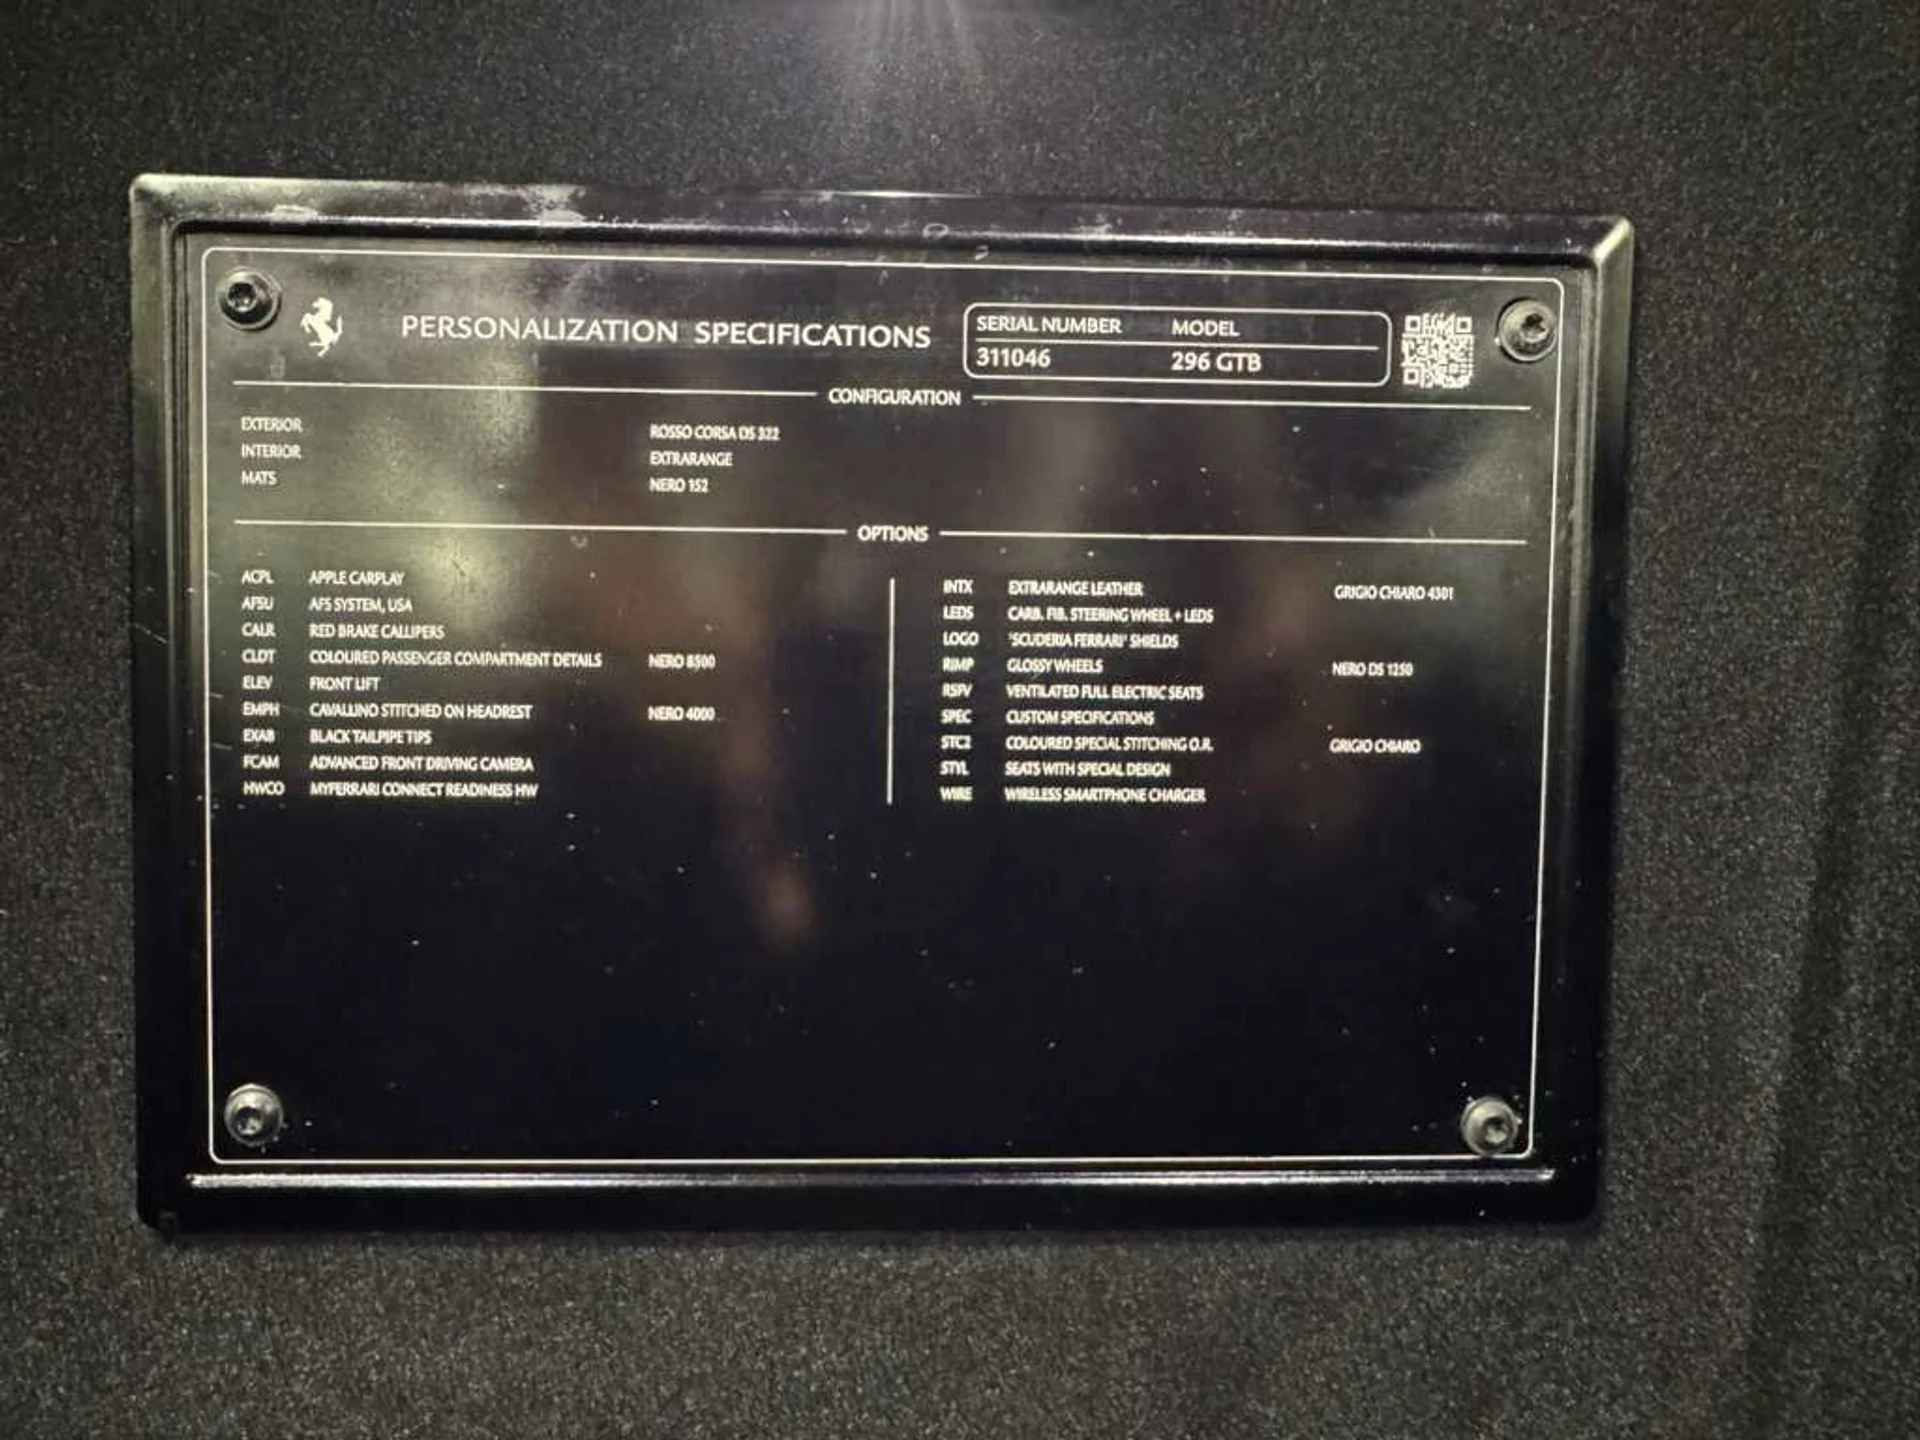 PERSONALIZATION SPECIFICATIONS
SERIAL NUMBER MODEL
311046 296 GTB
CONFIGURATION
EXTERIOR ROSSO CORSA DS 322
INTERIOR EXTRARANGE
MATS NERO 152
OPTIONS
ACPL APPLE CARPLAY
AFSU AFS SYSTEM, USA
CALR RED BRAKE CALLIPERS
CLDT COLOURED PASSENGER COMPARTMENT DETAILS NERO 8500
ELEV FRONT LIFT
EMPH CAVALLINO STITCHED ON HEADREST NERO 4000
EXAB BLACK TAILPIPE TIPS
FCAM ADVANCED FRONT DRIVING CAMERA
HWCO MYFERRARI CONNECT READINESS HW
INTX EXTRARANGE LEATHER GRIGIO CHIARO 4301
LEDS CARB. FIB. STEERING WHEEL + LEDS
LOGO 'SCUDERIA FERRARI' SHIELDS
RIMP GLOSSY WHEELS NERO DS 1250
RSFV VENTILATED FULL ELECTRIC SEATS
SPEC CUSTOM SPECIFICATIONS
STC2 COLOURED SPECIAL STITCHING O.R. GRIGIO CHIARO
STYL SEATS WITH SPECIAL DESIGN
WIRE WIRELESS SMARTPHONE CHARGER